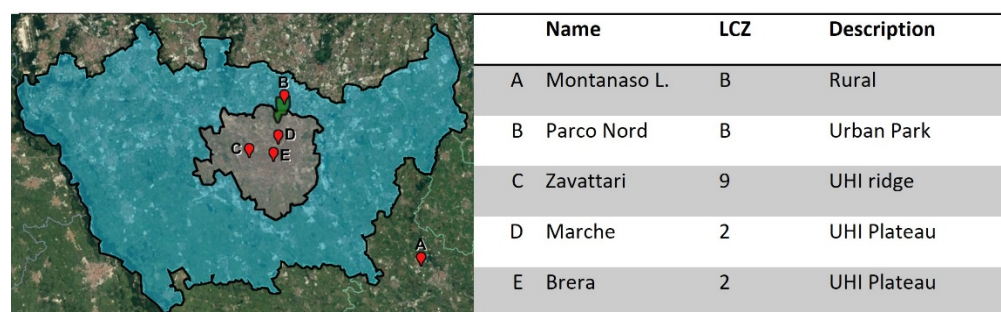 B
D
C
E
A
Name LCZ Description
A Montanaso L. B Rural
B Parco Nord B Urban Park
C Zavattari 9 UHI ridge
D Marche 2 UHI Plateau
E Brera 2 UHI Plateau